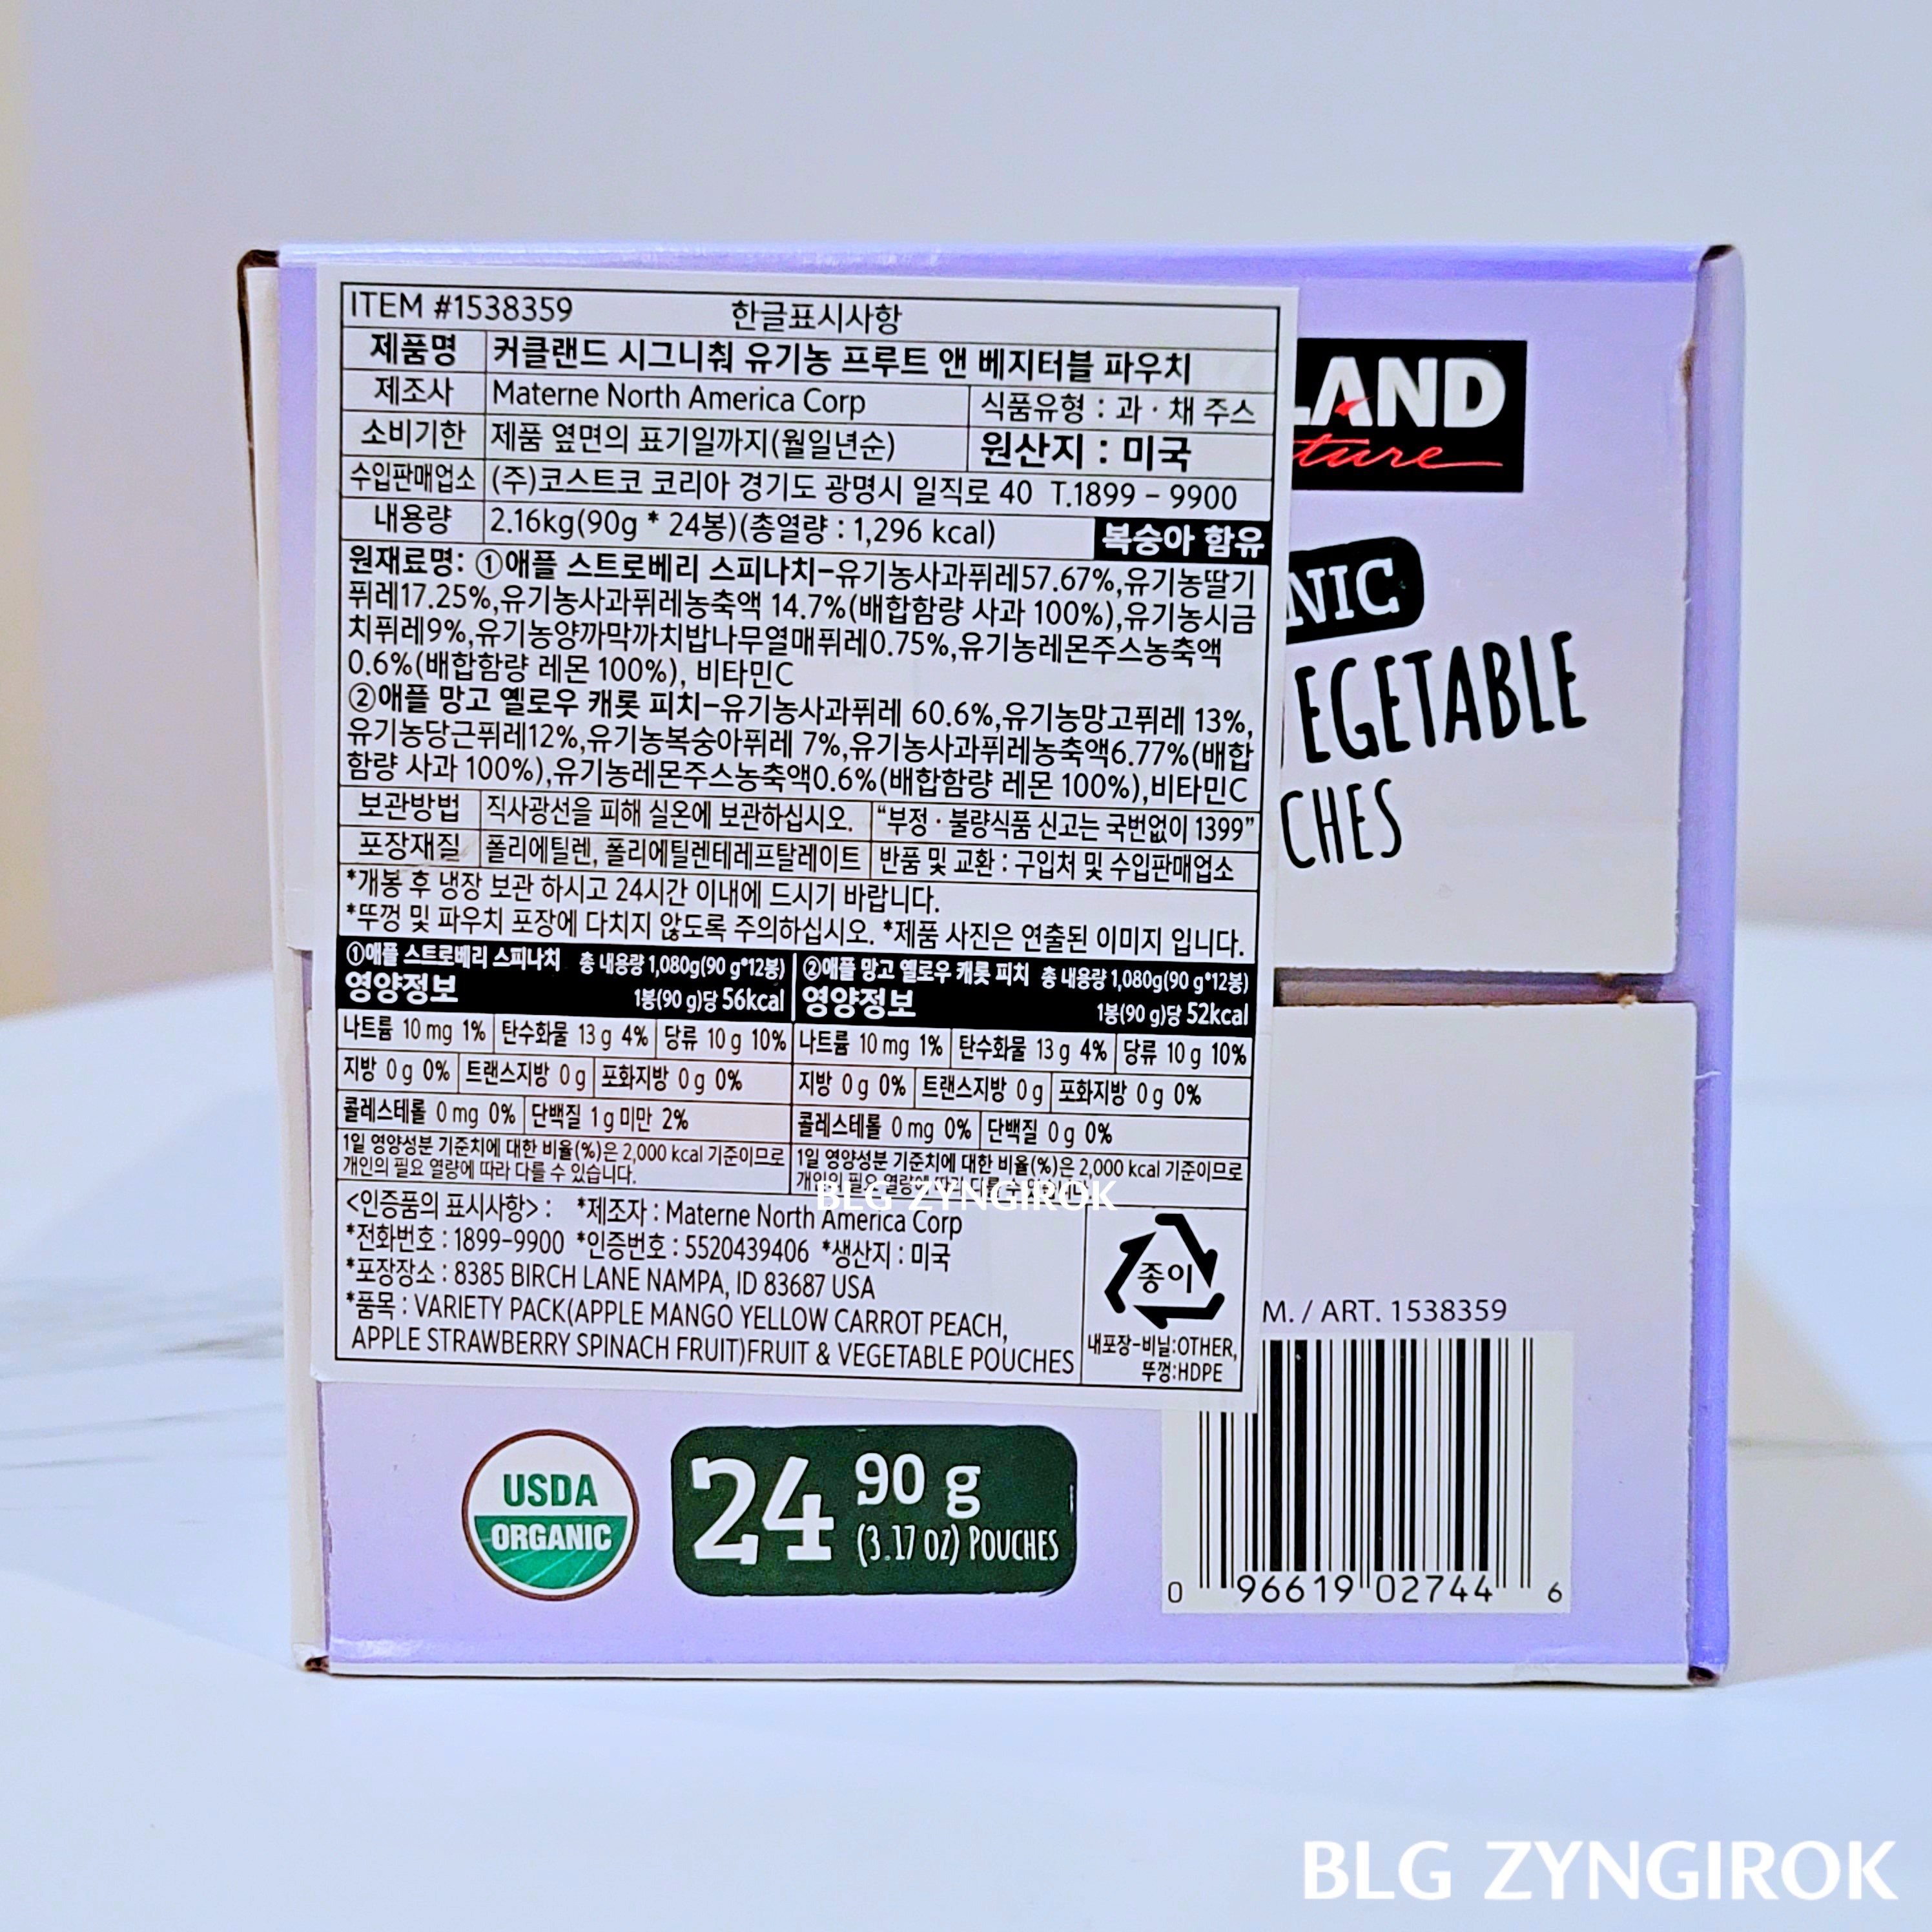 ITEM #1538359 한글표시사항
제품명 커클랜드 시그니춰 유기농 프루트 앤 베지터블 파우치
제조사 Materne North America Corp 식품유형 : 과 · 채 주스
소비기한 제품 옆면의 표기일까지(월일년순) 원산지 : 미국
수입판매업소 (주)코스트코 코리아 경기도 광명시 일직로 40 T.1899 - 9900
내용량 2.16kg(90g * 24봉)(총열량 : 1,296 kcal) 복숭아 함유
원재료명: ①애플 스트로베리 스피나치-유기농사과퓌레57.67%,유기농딸기
퓌레17.25%,유기농사과퓌레농축액 14.7%(배합함량 사과 100%),유기농시금
치퓌레9%,유기농양까막까치밥나무열매퓌레0.75%,유기농레몬주스농축액
0.6%(배합함량 레몬 100%), 비타민C
②애플 망고 옐로우 캐롯 피치-유기농사과퓌레 60.6%,유기농망고퓌레 13%,
유기농당근퓌레12%,유기농복숭아퓌레 7%,유기농사과퓌레농축액6.77%(배합
함량 사과 100%),유기농레몬주스농축액0.6%(배합함량 레몬 100%),비타민C
보관방법 직사광선을 피해 실온에 보관하십시오. “부정 · 불량식품 신고는 국번없이 1399”
포장재질 폴리에틸렌, 폴리에틸렌테레프탈레이트 반품 및 교환 : 구입처 및 수입판매업소
*개봉 후 냉장 보관 하시고 24시간 이내에 드시기 바랍니다.
*뚜껑 및 파우치 포장에 다치지 않도록 주의하십시오. *제품 사진은 연출된 이미지 입니다.
①애플 스트로베리 스피나치 총 내용량 1,080g(90 g*12봉)
영양정보 1봉(90 g)당 56kcal
나트륨 10 mg 1% 탄수화물 13 g 4% 당류 10 g 10%
지방 0 g 0% 트랜스지방 0 g 포화지방 0 g 0%
콜레스테롤 0 mg 0% 단백질 1 g 미만 2%
1일 영양성분 기준치에 대한 비율(%)은 2,000 kcal 기준이므로
개인의 필요 열량에 따라 다를 수 있습니다.
②애플 망고 옐로우 캐롯 피치 총 내용량 1,080g(90 g*12봉)
영양정보 1봉(90 g)당 52kcal
나트륨 10 mg 1% 탄수화물 13 g 4% 당류 10 g 10%
지방 0 g 0% 트랜스지방 0 g 포화지방 0 g 0%
콜레스테롤 0 mg 0% 단백질 0 g 0%
1일 영양성분 기준치에 대한 비율(%)은 2,000 kcal 기준이므로
개인의 필요 열량에
BLG ZYNGIROK
<인증품의 표시사항> : *제조자 : Materne North America Corp
*전화번호 : 1899-9900 *인증번호 : 5520439406 *생산지 : 미국
*포장장소 : 8385 BIRCH LANE NAMPA, ID 83687 USA
*품목 : VARIETY PACK(APPLE MANGO YELLOW CARROT PEACH,
APPLE STRAWBERRY SPINACH FRUIT)FRUIT & VEGETABLE POUCHES
종이
내포장-비닐:OTHER,
뚜껑:HDPE
LAND
ture
NIC
EGETABLE
CHES
M. / ART. 1538359
0 96619 02744 6
USDA
ORGANIC
24 90 g
(3.17 OZ) POUCHES
BLG ZYNGIROK